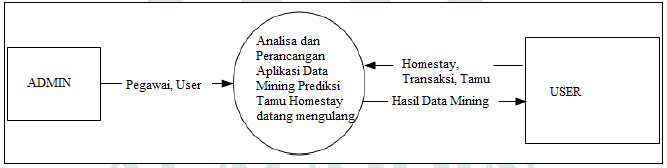 ADMIN
Pegawai, User
Analisa dan
Perancangan
Aplikasi Data
Mining Prediksi
Tamu Homestay
datang mengulang
Homestay,
Transaksi, Tamu
Hasil Data Mining
USER